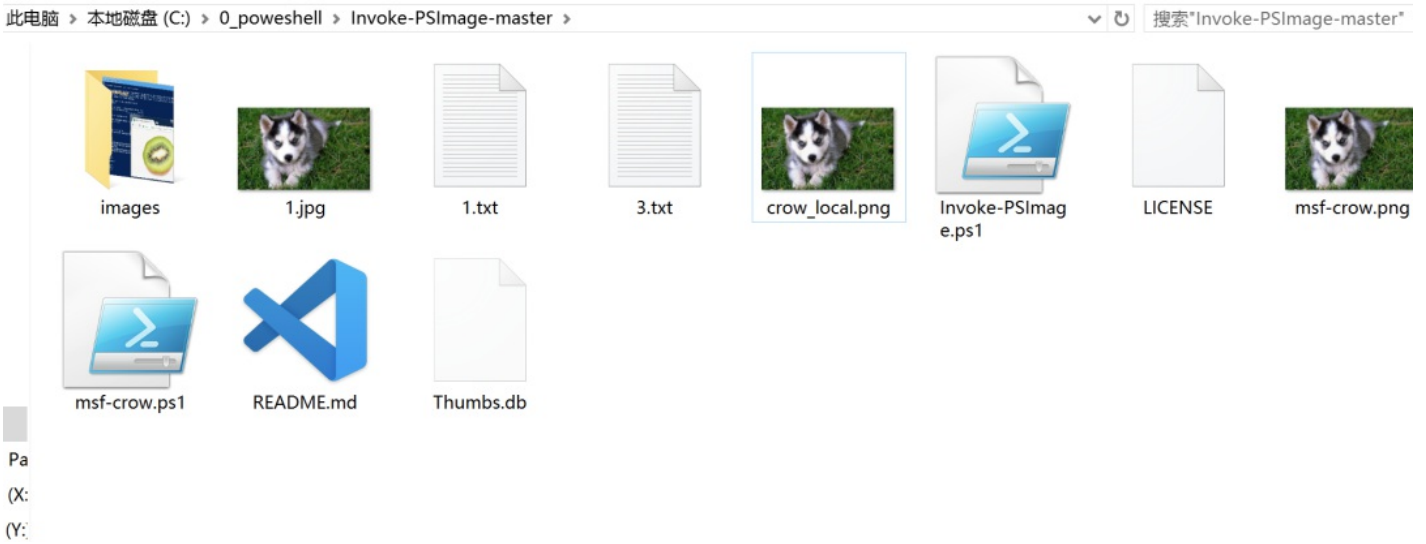 此电脑 > 本地磁盘 (C:) > 0_poweshell > Invoke-PSImage-master >
搜索"Invoke-PSImage-master"
images
1.jpg
1.txt
3.txt
crow_local.png
Invoke-PSImag
e.ps1
LICENSE
msf-crow.png
msf-crow.ps1
README.md
Thumbs.db
Pa
(X:
(Y: